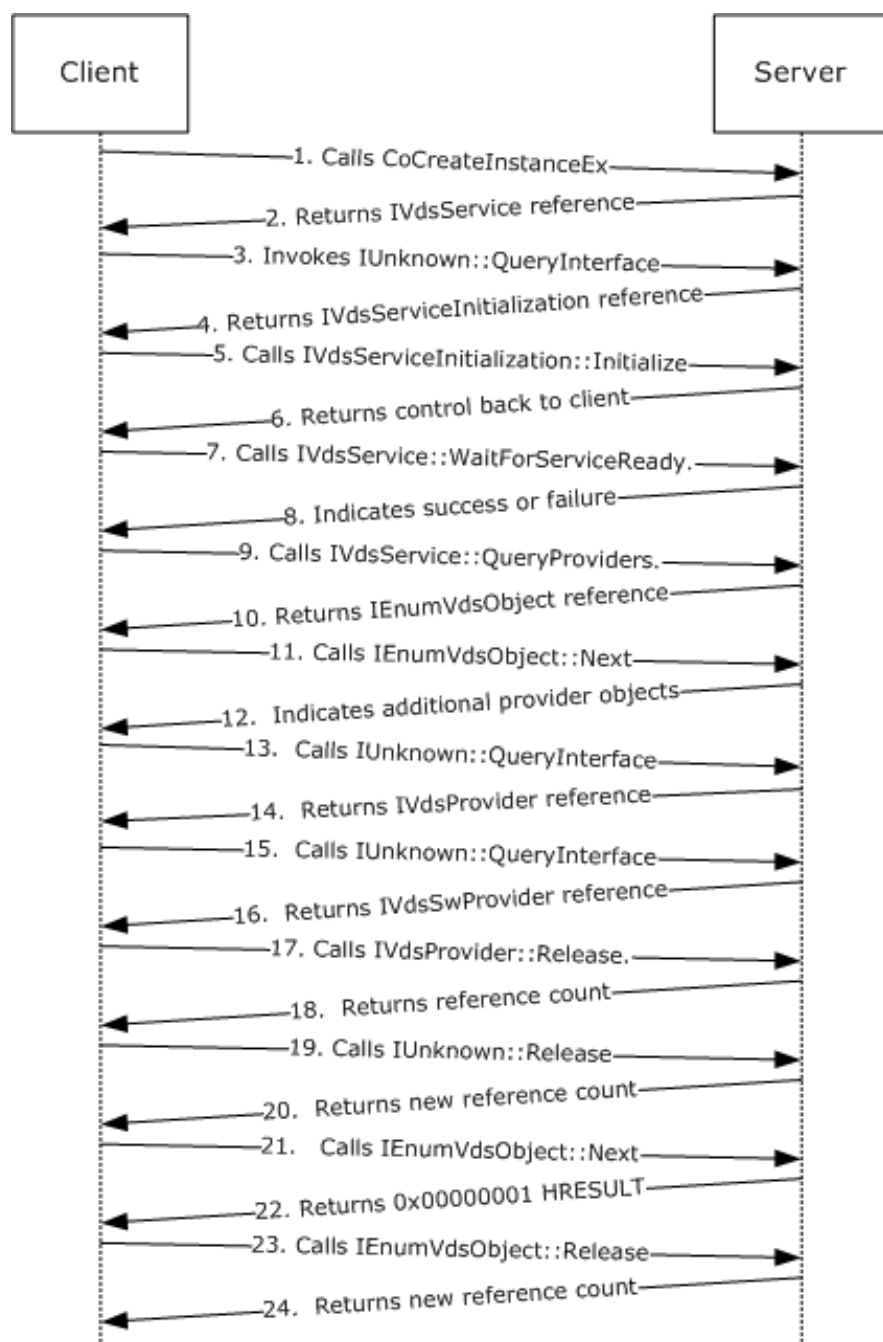 Client
Server
1. Calls CoCreateInstanceEx
2. Returns IVdsService reference
3. Invokes IUnknown::QueryInterface
4. Returns IVdsServiceInitialization reference
5. Calls IVdsServiceInitialization::Initialize
6. Returns control back to client
7. Calls IVdsService::WaitForServiceReady.
8. Indicates success or failure
9. Calls IVdsService::QueryProviders.
10. Returns IEnumVdsObject reference
11. Calls IEnumVdsObject::Next
12. Indicates additional provider objects
13. Calls IUnknown::QueryInterface
14. Returns IVdsProvider reference
15. Calls IUnknown::QueryInterface
16. Returns IVdsSwProvider reference
17. Calls IVdsProvider::Release.
18. Returns reference count
19. Calls IUnknown::Release
20. Returns new reference count
21. Calls IEnumVdsObject::Next
22. Returns 0x00000001 HRESULT
23. Calls IEnumVdsObject::Release
24. Returns new reference count